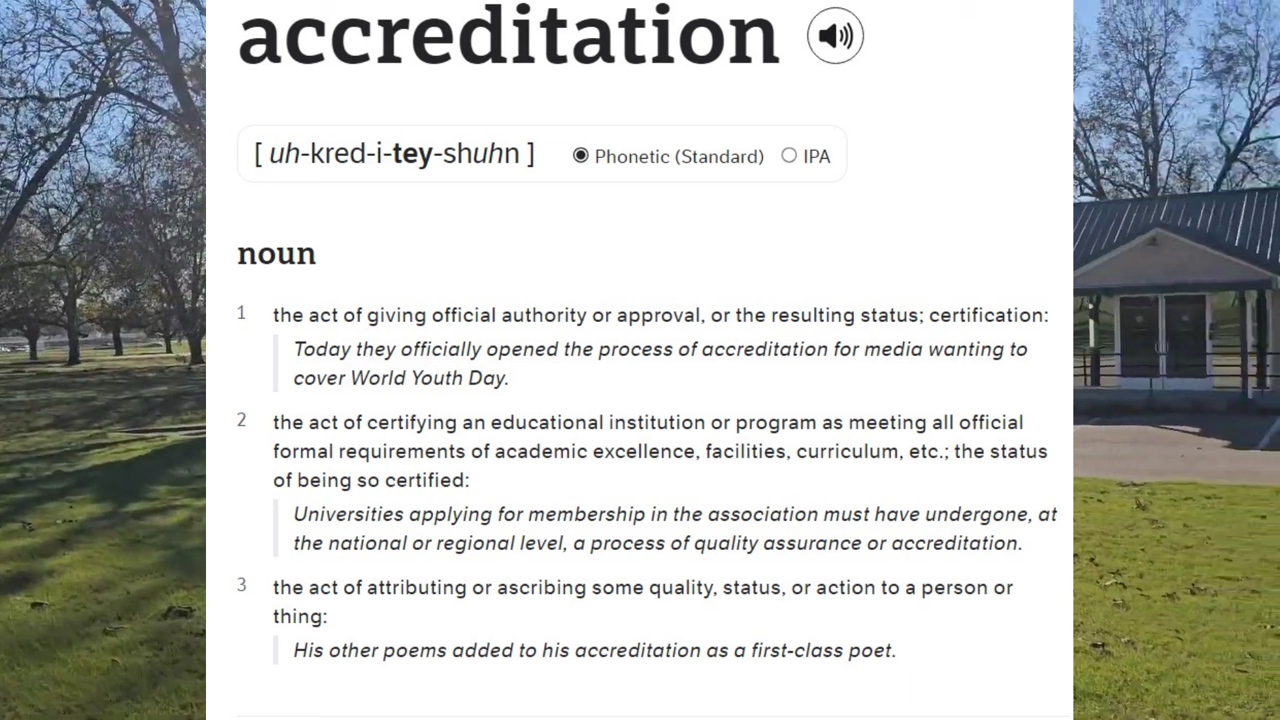 accreditation
[ uh-kred-i-tey-shuhn ] Phonetic (Standard) IPA
noun
1 the act of giving official authority or approval, or the resulting status; certification:
Today they officially opened the process of accreditation for media wanting to
cover World Youth Day.
2 the act of certifying an educational institution or program as meeting all official
formal requirements of academic excellence, facilities, curriculum, etc.; the status
of being so certified:
Universities applying for membership in the association must have undergone, at
the national or regional level, a process of quality assurance or accreditation.
3 the act of attributing or ascribing some quality, status, or action to a person or
thing:
His other poems added to his accreditation as a first-class poet.